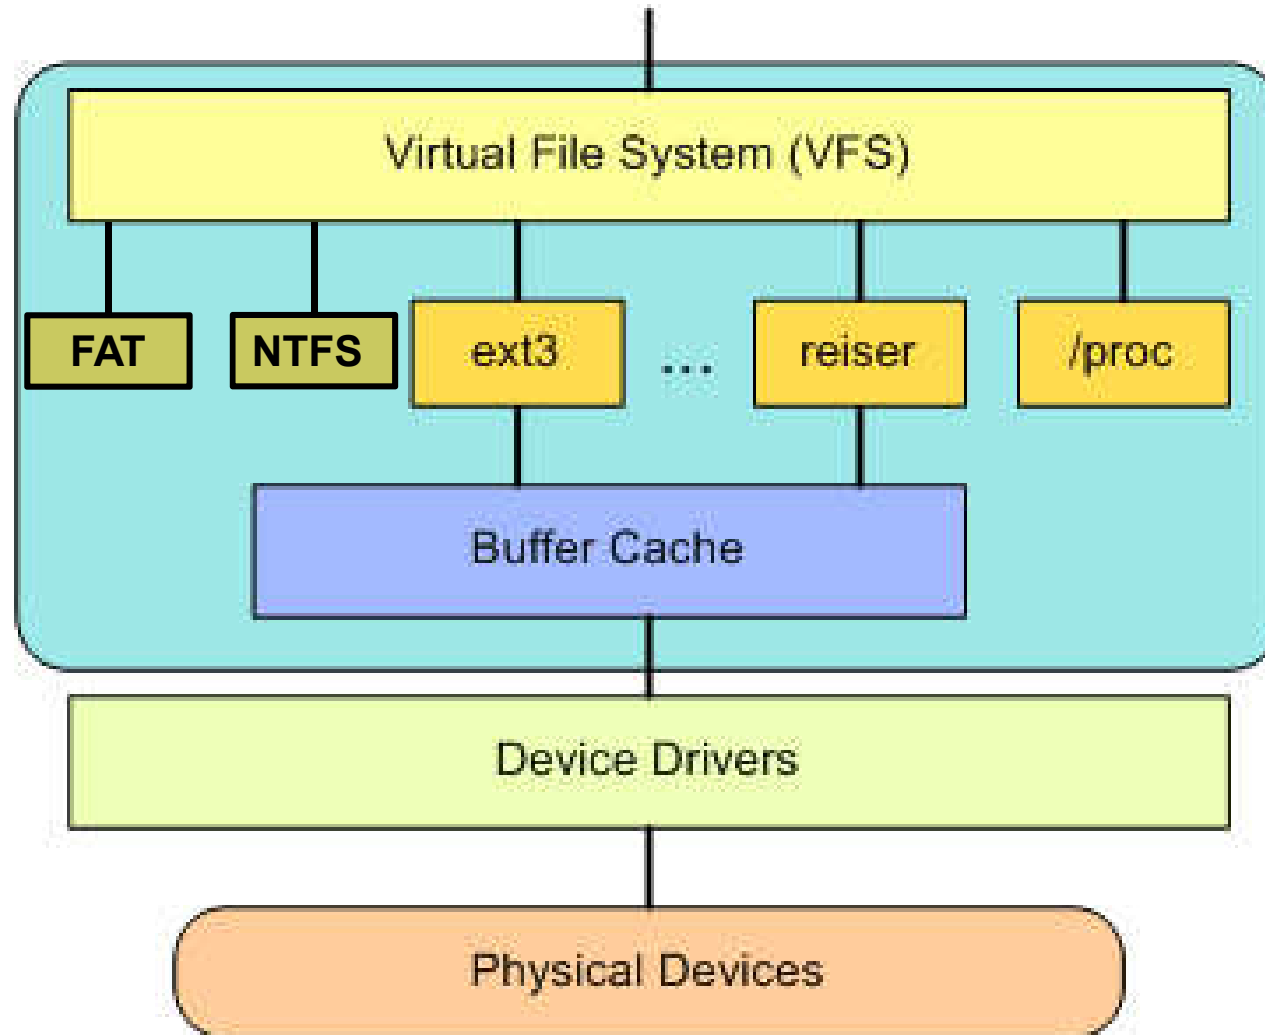 Virtual File System (VFS)
FAT
NTFS
ext3
...
reiser
/proc
Buffer Cache
Device Drivers
Physical Devices